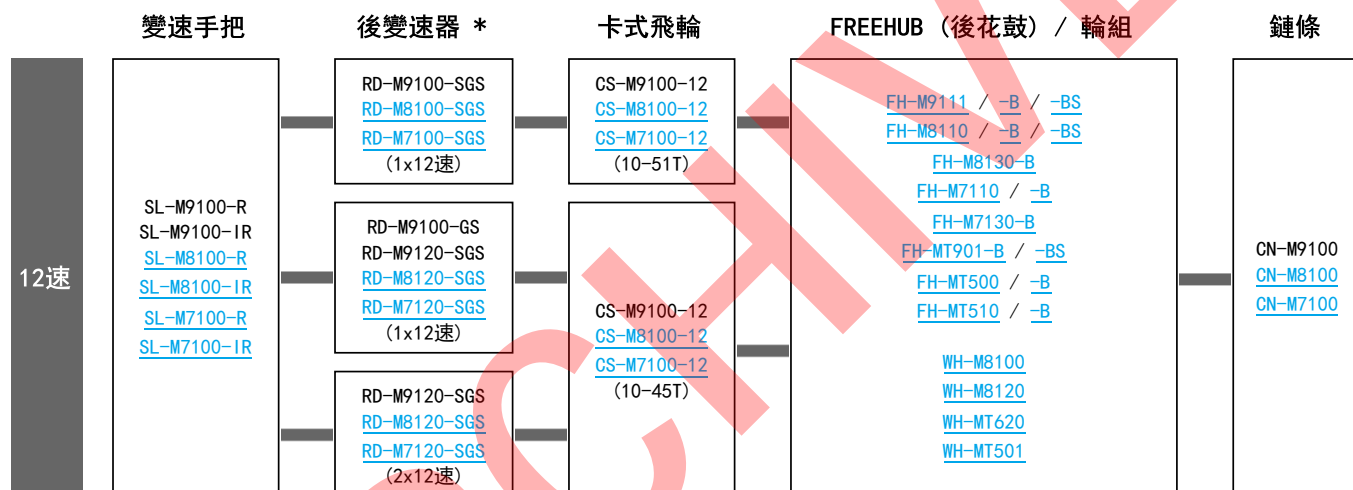 變速手把
後變速器 *
卡式飛輪
FREEHUB (後花鼓) / 輪組
鏈條
12速
SL-M9100-R
SL-M9100-IR
SL-M8100-R
SL-M8100-IR
SL-M7100-R
SL-M7100-IR
RD-M9100-SGS
RD-M8100-SGS
RD-M7100-SGS
(1x12速)
RD-M9100-GS
RD-M9120-SGS
RD-M8120-SGS
RD-M7120-SGS
(1x12速)
RD-M9120-SGS
RD-M8120-SGS
RD-M7120-SGS
(2x12速)
CS-M9100-12
CS-M8100-12
CS-M7100-12
(10-51T)
CS-M9100-12
CS-M8100-12
CS-M7100-12
(10-45T)
FH-M9111 / -B / -BS
FH-M8110 / -B / -BS
FH-M8130-B
FH-M7110 / -B
FH-M7130-B
FH-MT901-B / -BS
FH-MT500 / -B
FH-MT510 / -B
WH-M8100
WH-M8120
WH-MT620
WH-MT501
CN-M9100
CN-M8100
CN-M7100